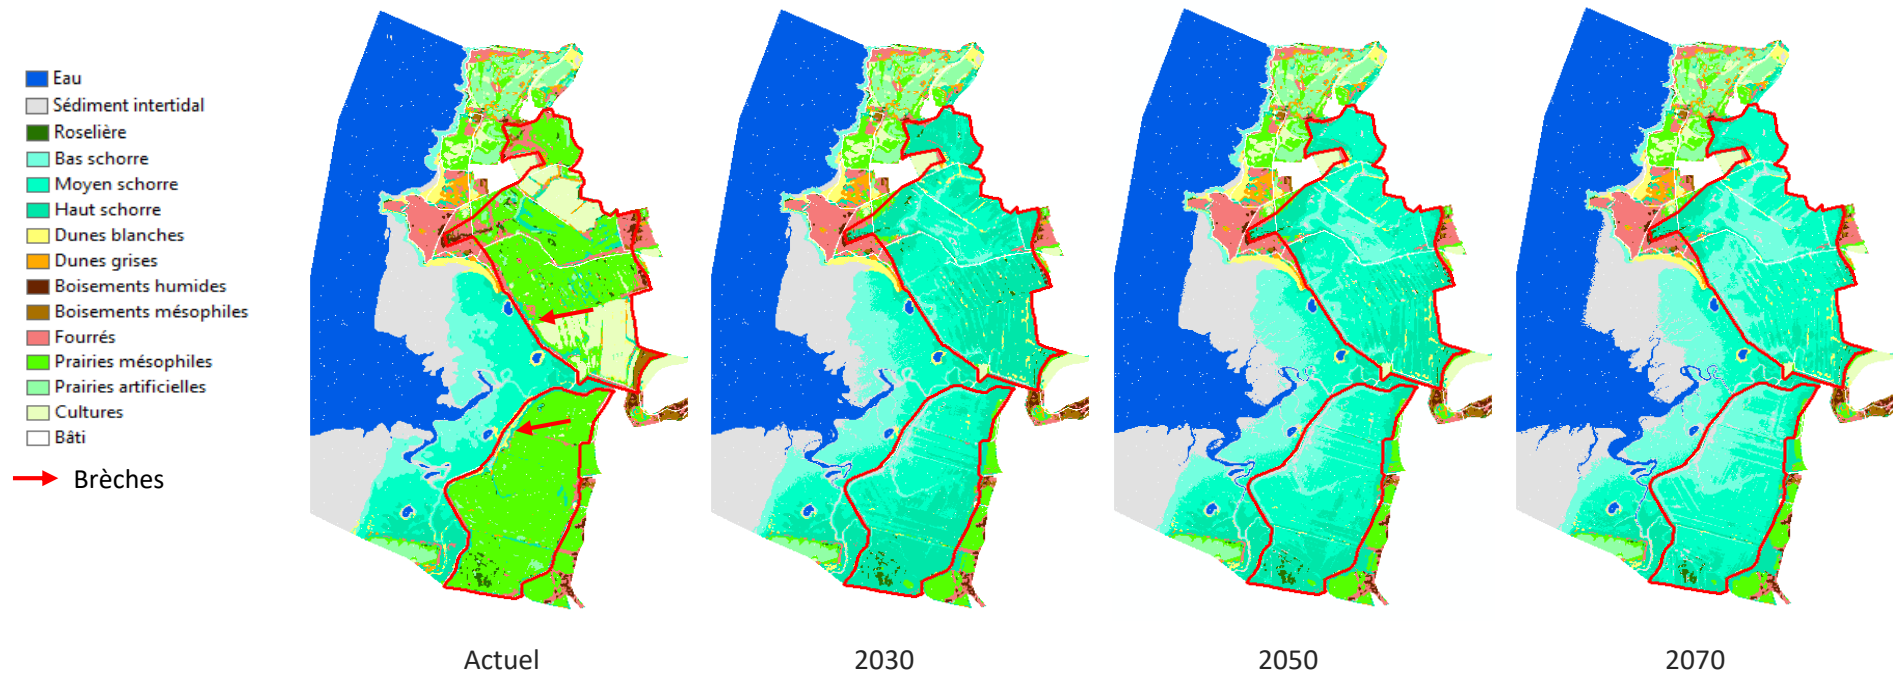 Eau
Sédiment intertidal
Roselière
Bas schorre
Moyen schorre
Haut schorre
Dunes blanches
Dunes grises
Boisements humides
Boisements mésophiles
Fourrés
Prairies mésophiles
Prairies artificielles
Cultures
Bâti
Brèches
Actuel
2030
2050
2070